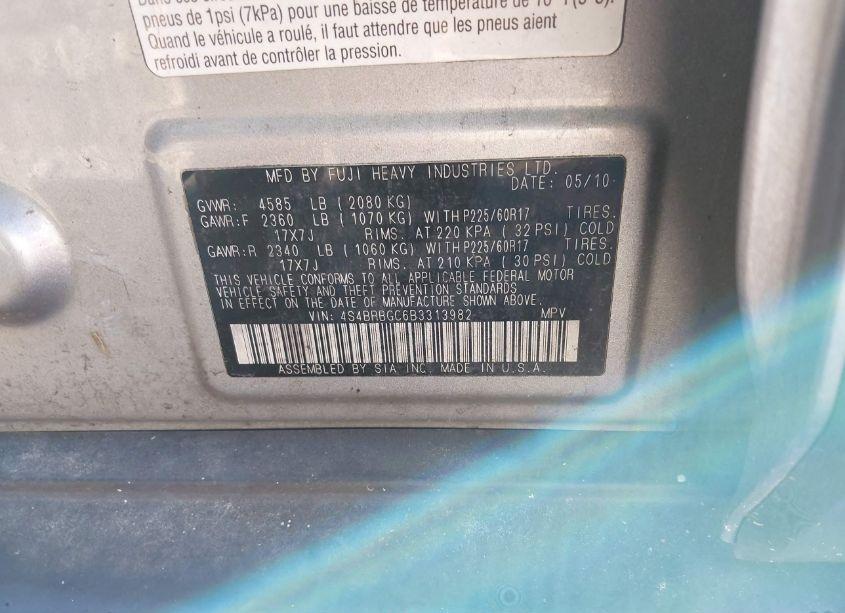 pneus de 1psi (7kPa) pour une baisse de température de
Quand le véhicule a roulé, il faut attendre que les pneus aient
refroidi avant de contrôler la pression.
MFD BY FUJI HEAVY INDUSTRIES LTD.
DATE: 05/10
GVWR: 4585 LB (2080 KG)
GAWR:F 2360 LB (1070 KG) WITH P225/60R17 TIRES.
17X7J RIMS. AT 220 KPA (32 PSI) COLD
GAWR:R 2340 LB (1060 KG) WITH P225/60R17 TIRES.
17X7J RIMS. AT 210 KPA (30 PSI) COLD
THIS VEHICLE CONFORMS TO ALL APPLICABLE FEDERAL MOTOR
VEHICLE SAFETY AND THEFT PREVENTION STANDARDS
IN EFFECT ON THE DATE OF MANUFACTURE SHOWN ABOVE.
VIN: 4S4BRBGC6B3313982 MPV
ASSEMBLED BY SIA INC. MADE IN U.S.A.